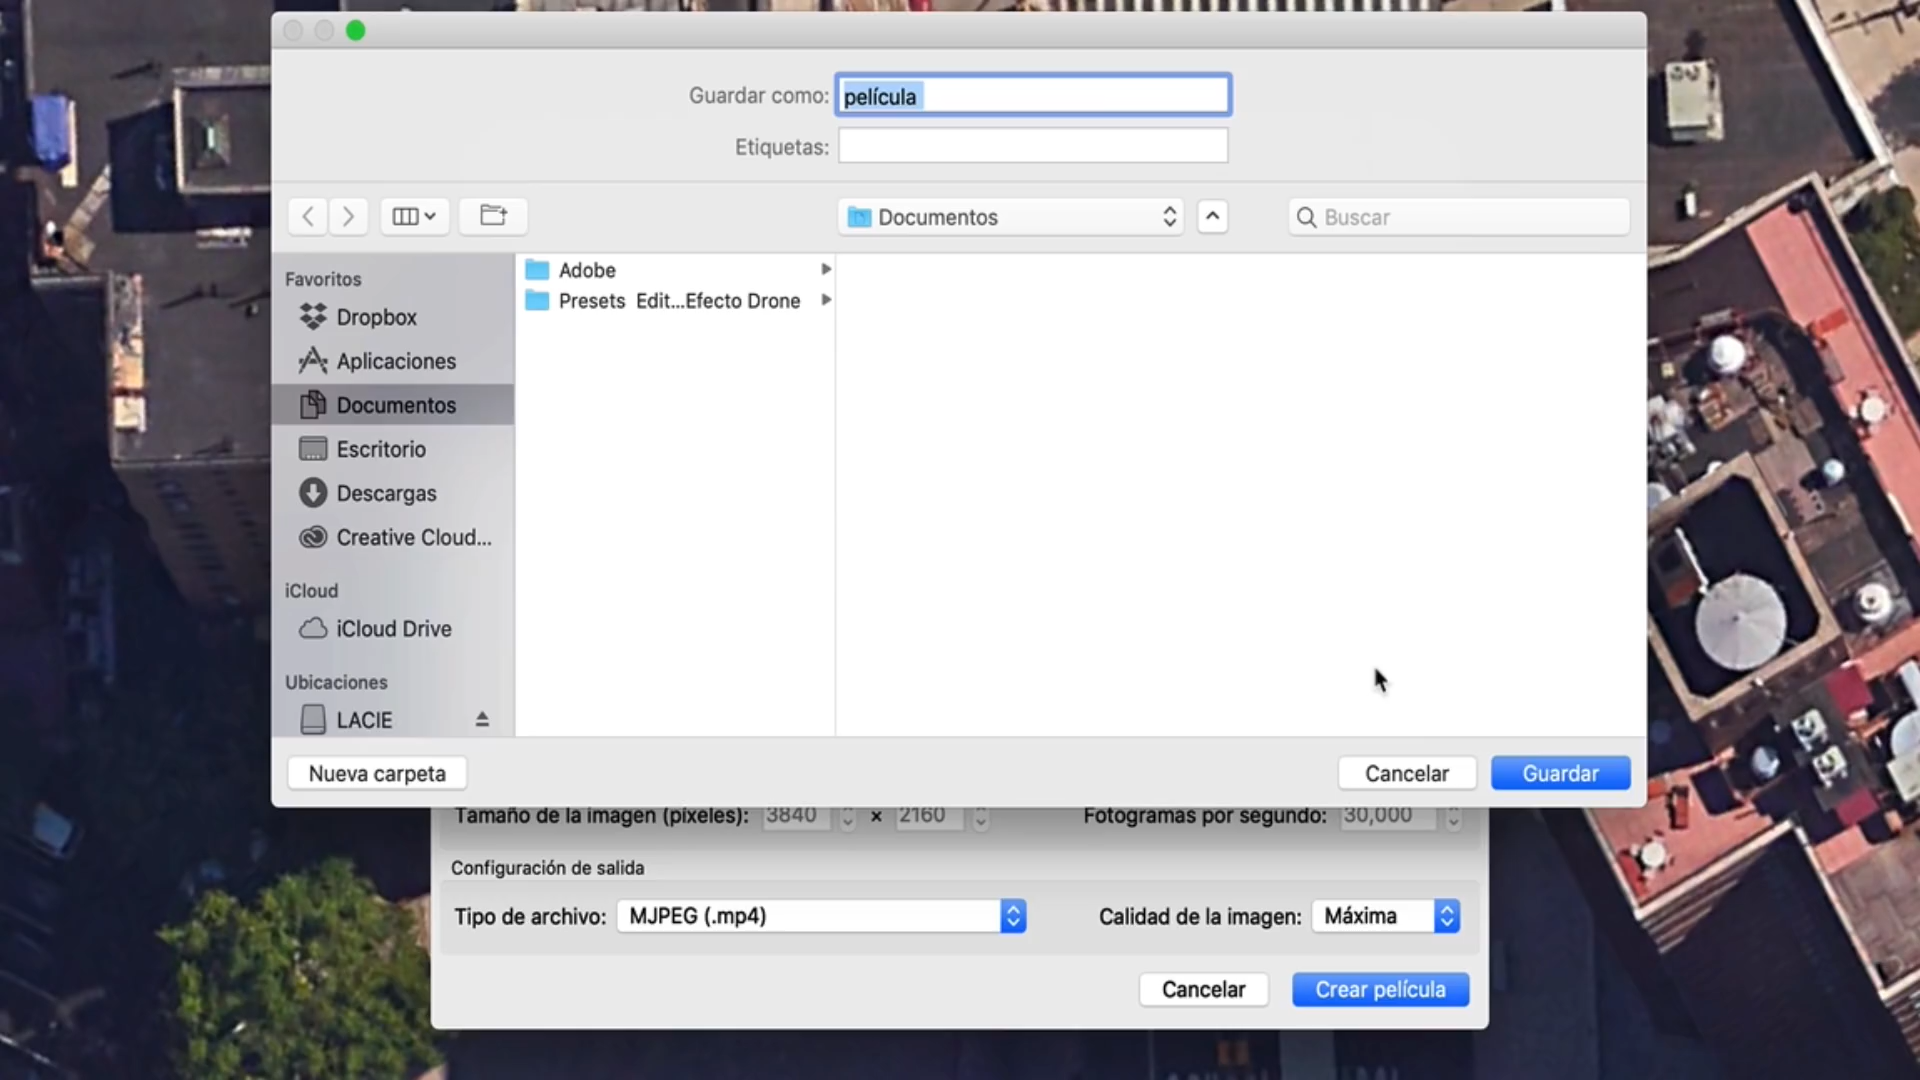 Guardar como: película
Etiquetas:
Documentos
Buscar
Favoritos
Dropbox
Aplicaciones
Documentos
Escritorio
Descargas
Creative Cloud...
iCloud
iCloud Drive
Ubicaciones
LACIE
Adobe
Presets Edit...Efecto Drone
Nueva carpeta
Cancelar
Guardar
Tamaño de la imagen (píxeles): 3840 × 2160
Fotogramas por segundo: 30,000
Configuración de salida
Tipo de archivo: MJPEG (.mp4)
Calidad de la imagen: Máxima
Cancelar
Crear película